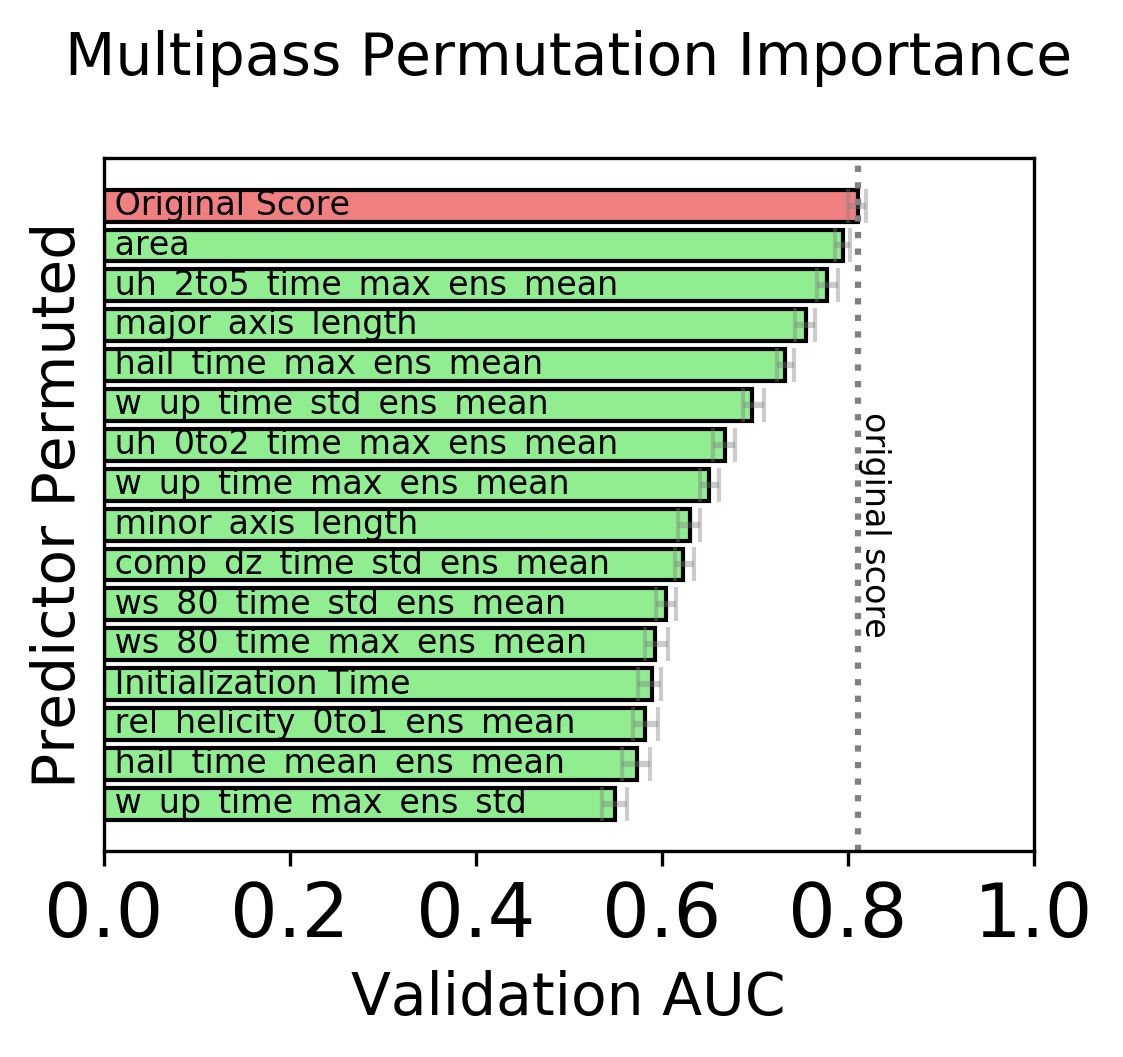 Multipass Permutation Importance
Predictor Permuted
Original Score
area
uh 2to5 time max ens mean
major axis length
hail time max ens mean
w up time std ens mean
uh 0to2 time max ens mean
w up time max ens mean
minor axis length
comp dz time std ens mean
ws 80 time std ens mean
ws 80 time max ens mean
Initialization Time
rel helicity 0to1 ens mean
hail time mean ens mean
w up time max ens std
original score
0.0 0.2 0.4 0.6 0.8 1.0
Validation AUC